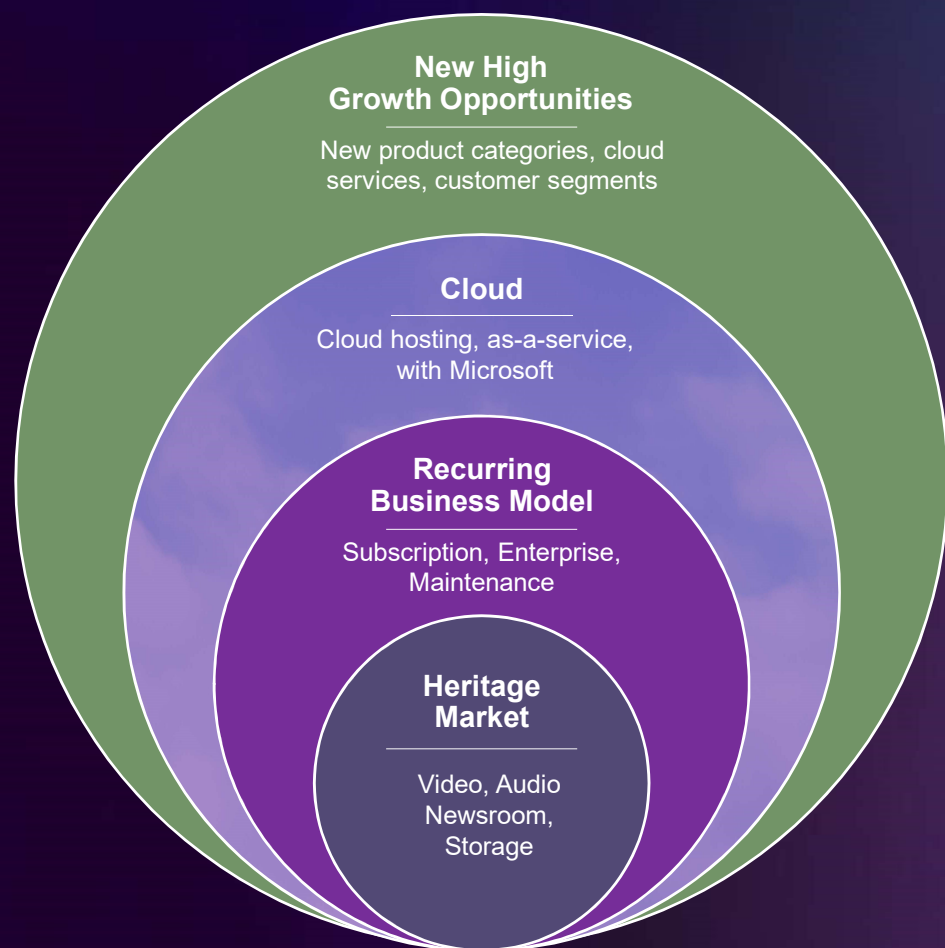 New High
Growth Opportunities
New product categories, cloud
services, customer segments
Cloud
Cloud hosting, as-a-service,
with Microsoft
Recurring
Business Model
Subscription, Enterprise,
Maintenance
Heritage
Market
Video, Audio
Newsroom,
Storage